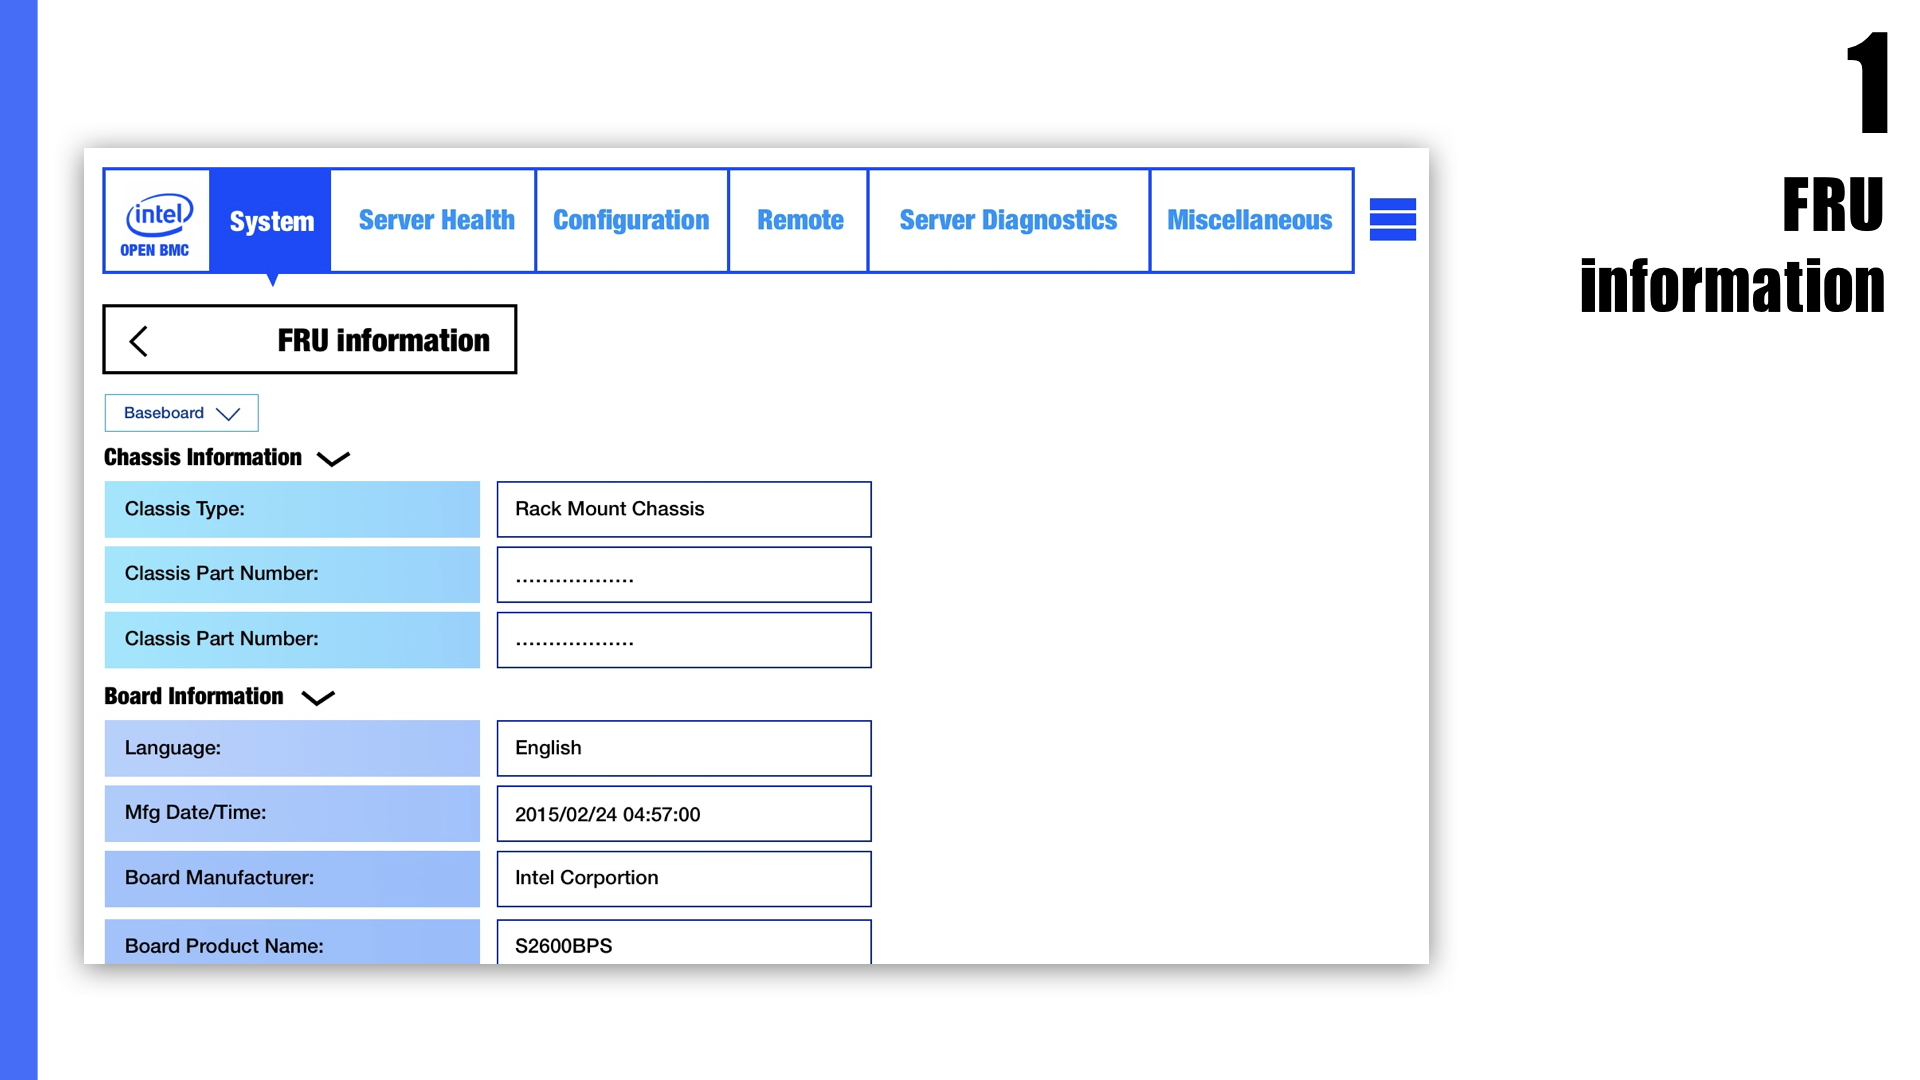 1
FRU
information
intel
OPEN BMC
System
Server Health
Configuration
Remote
Server Diagnostics
Miscellaneous
FRU information
Baseboard
Chassis Information
Classis Type:
Rack Mount Chassis
Classis Part Number:
..................
Classis Part Number:
..................
Board Information
Language:
English
Mfg Date/Time:
2015/02/24 04:57:00
Board Manufacturer:
Intel Corportion
Board Product Name:
S2600BPS